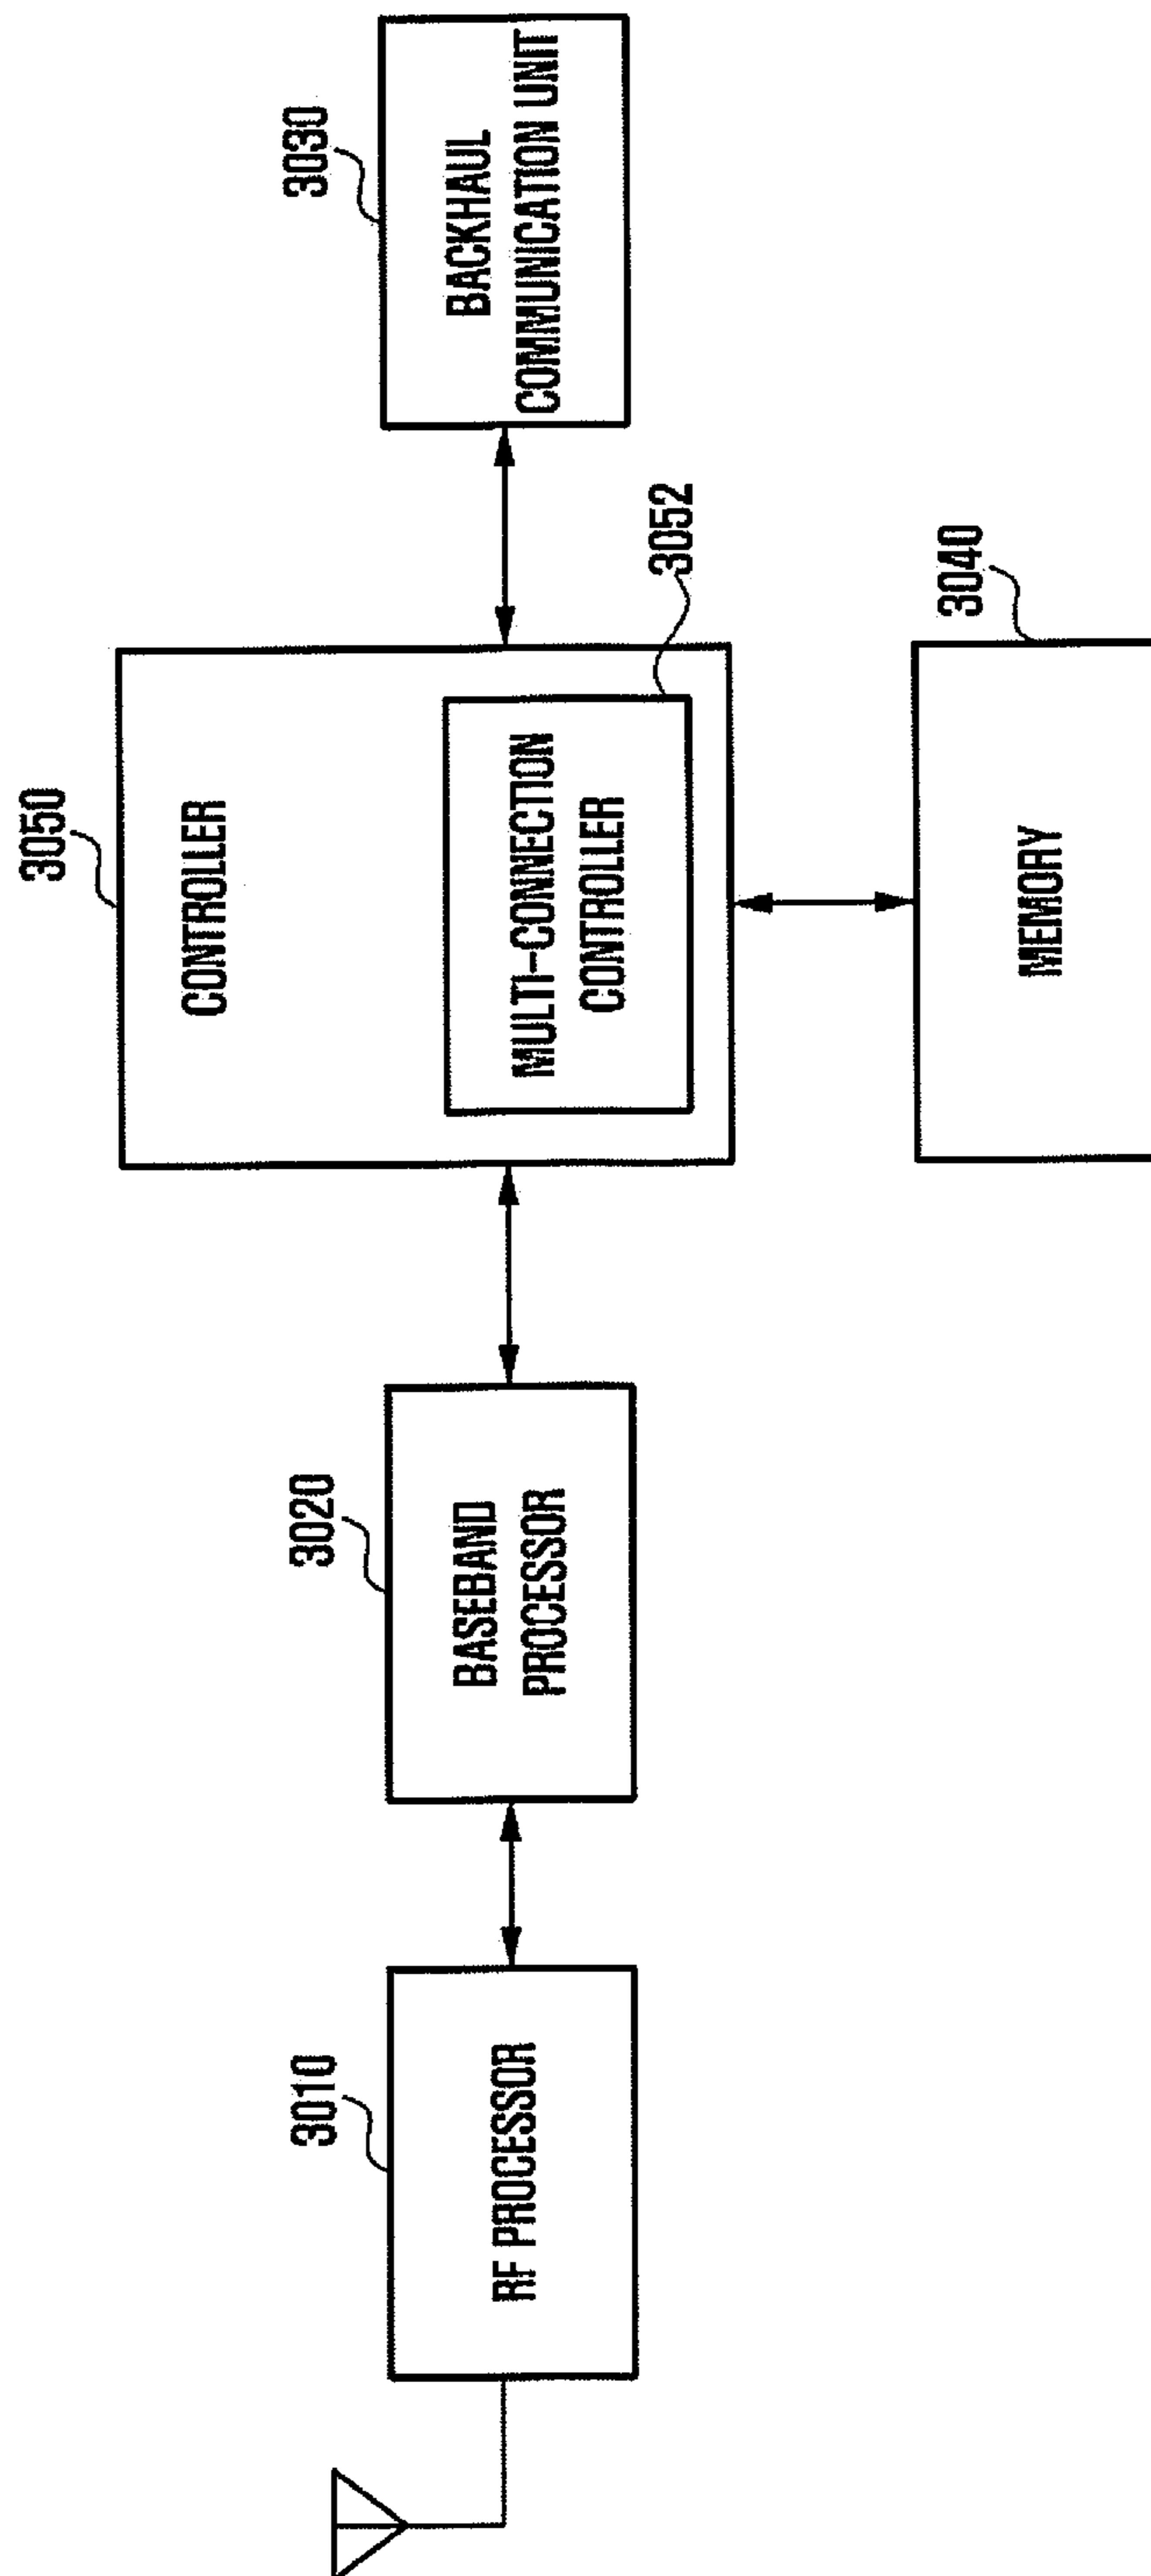 3010
RF PROCESSOR
3020
BASEBAND
PROCESSOR
3050
CONTROLLER
MULTI-CONNECTION
CONTROLLER
3052
3030
BACKHAUL
COMMUNICATION UNIT
3040
MEMORY